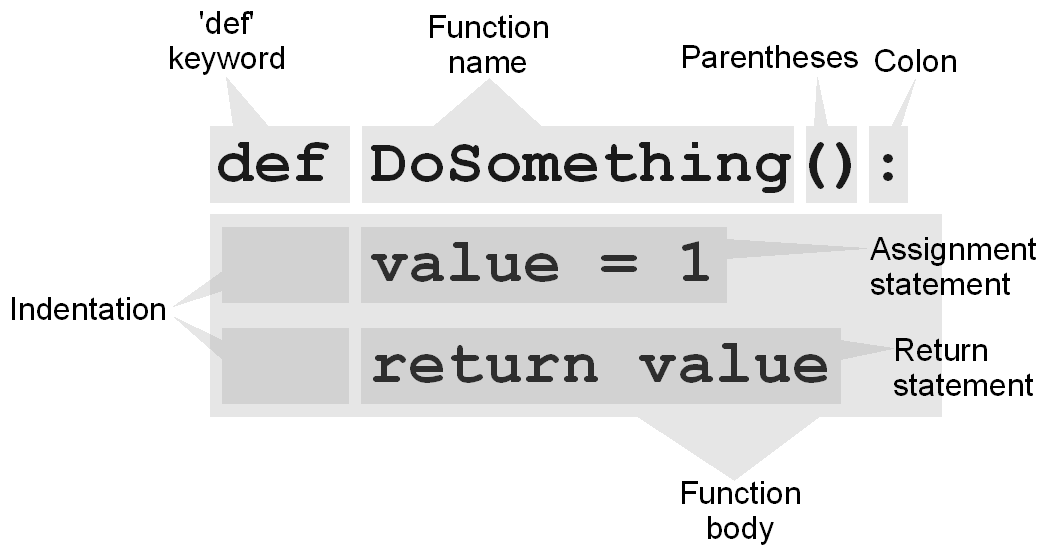 'def'
keyword
Function
name
Parentheses
Colon
def DoSomething():
value = 1
Assignment
statement
Indentation
return value
Return
statement
Function
body